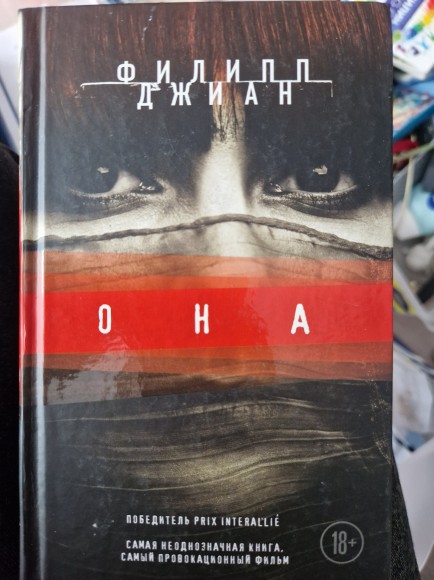 ФИЛИПП
ДЖИАН
ОНА
ПОБЕДИТЕЛЬ PRIX INTERALLIÉ
САМАЯ НЕОДНОЗНАЧНАЯ КНИГА,
САМЫЙ ПРОВОКАЦИОННЫЙ ФИЛЬМ
18+